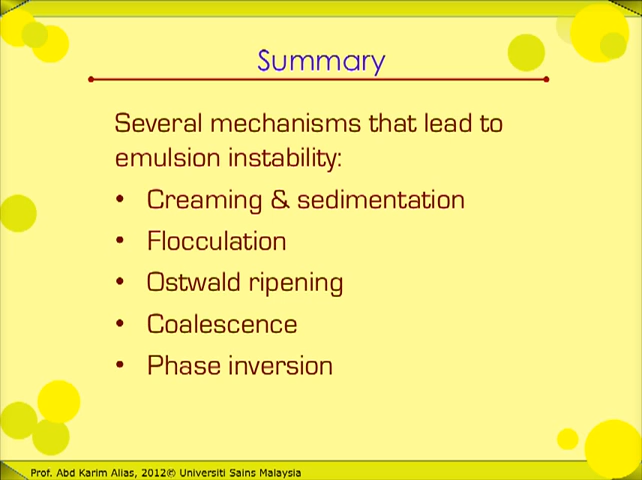 Summary
Several mechanisms that lead to
emulsion instability:
• Creaming & sedimentation
• Flocculation
• Ostwald ripening
• Coalescence
• Phase inversion
Prof. Abd Karim Alias, 2012© Universiti Sains Malaysia